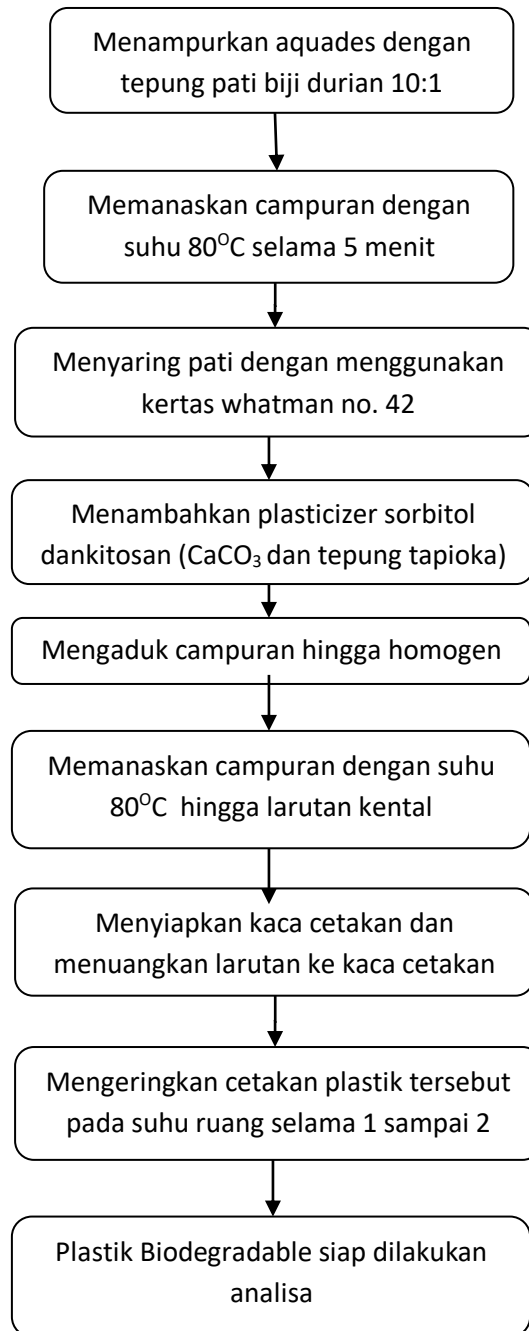 Menampurkan aquades dengan
tepung pati biji durian 10:1
Memanaskan campuran dengan
suhu 80⁰C selama 5 menit
Menyaring pati dengan menggunakan
kertas whatman no. 42
Menambahkan plasticizer sorbitol
dankitosan (CaCO₃ dan tepung tapioka)
Mengaduk campuran hingga homogen
Memanaskan campuran dengan suhu
80⁰C hingga larutan kental
Menyiapkan kaca cetakan dan
menuangkan larutan ke kaca cetakan
Mengeringkan cetakan plastik tersebut
pada suhu ruang selama 1 sampai 2
Plastik Biodegradable siap dilakukan
analisa